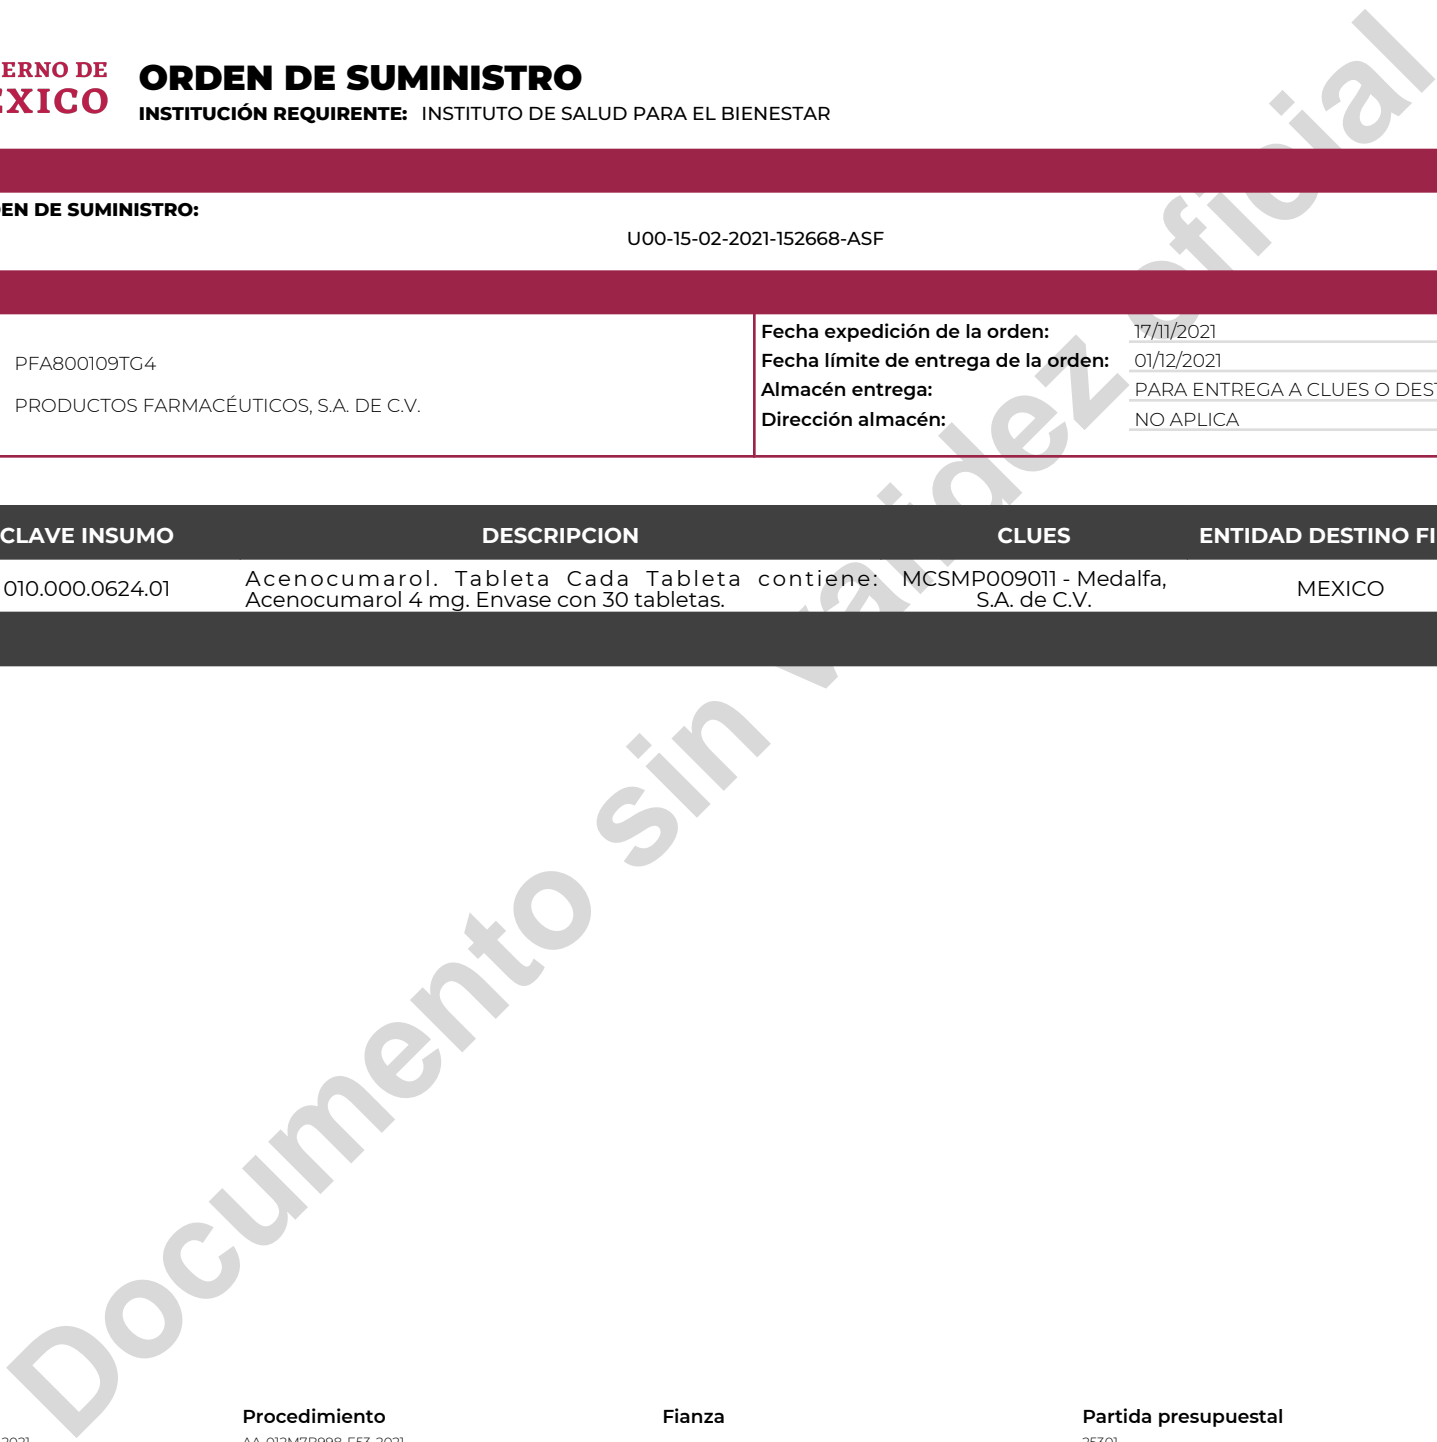 ERNO DE
EXICO
ORDEN DE SUMINISTRO
INSTITUCIÓN REQUIRENTE: INSTITUTO DE SALUD PARA EL BIENESTAR
EN DE SUMINISTRO:
U00-15-02-2021-152668-ASF
PFA800109TG4
PRODUCTOS FARMACÉUTICOS, S.A. DE C.V.
Fecha expedición de la orden: 17/11/2021
Fecha límite de entrega de la orden: 01/12/2021
Almacén entrega: PARA ENTREGA A CLUES O DEST
Dirección almacén: NO APLICA
CLAVE INSUMO DESCRIPCION CLUES ENTIDAD DESTINO FI
010.000.0624.01
Acenocumarol. Tableta Cada Tableta contiene:
Acenocumarol 4 mg. Envase con 30 tabletas.
MCSMP009011 - Medalfa,
S.A. de C.V.
MEXICO
Documento sin validez oficial
Procedimiento Fianza Partida presupuestal